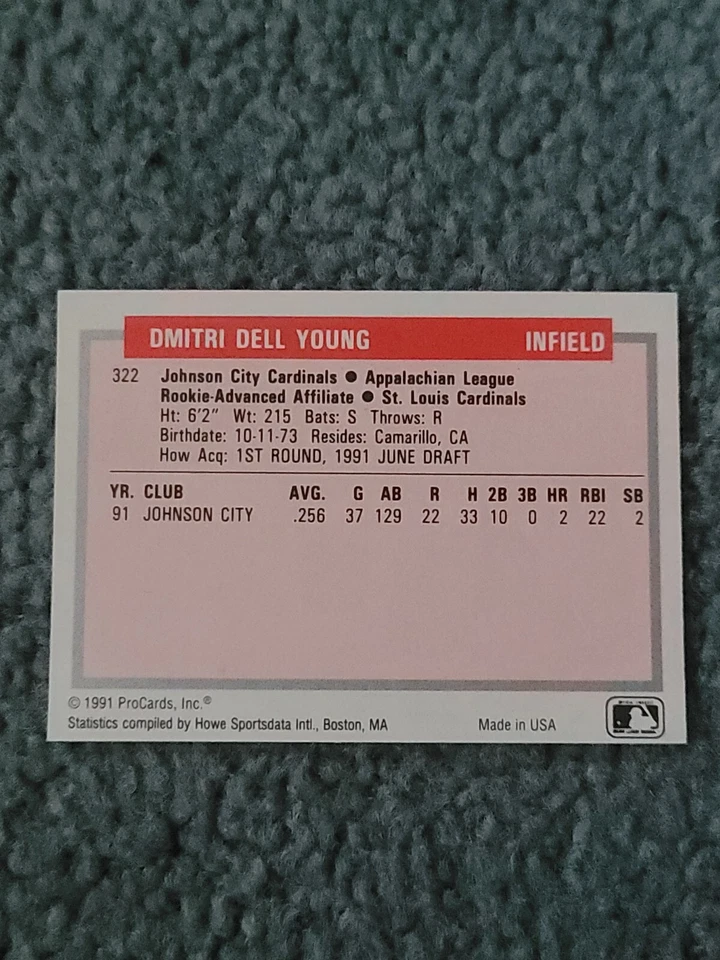 DMITRI DELL YOUNG INFIELD
322 Johnson City Cardinals ● Appalachian League
Rookie-Advanced Affiliate ● St. Louis Cardinals
Ht: 6'2" Wt: 215 Bats: S Throws: R
Birthdate: 10-11-73 Resides: Camarillo, CA
How Acq: 1ST ROUND, 1991 JUNE DRAFT
YR. CLUB AVG. G AB R H 2B 3B HR RBI SB
91 JOHNSON CITY .256 37 129 22 33 10 0 2 22 2
© 1991 ProCards, Inc.®
Statistics compiled by Howe Sportsdata Intl., Boston, MA Made in USA